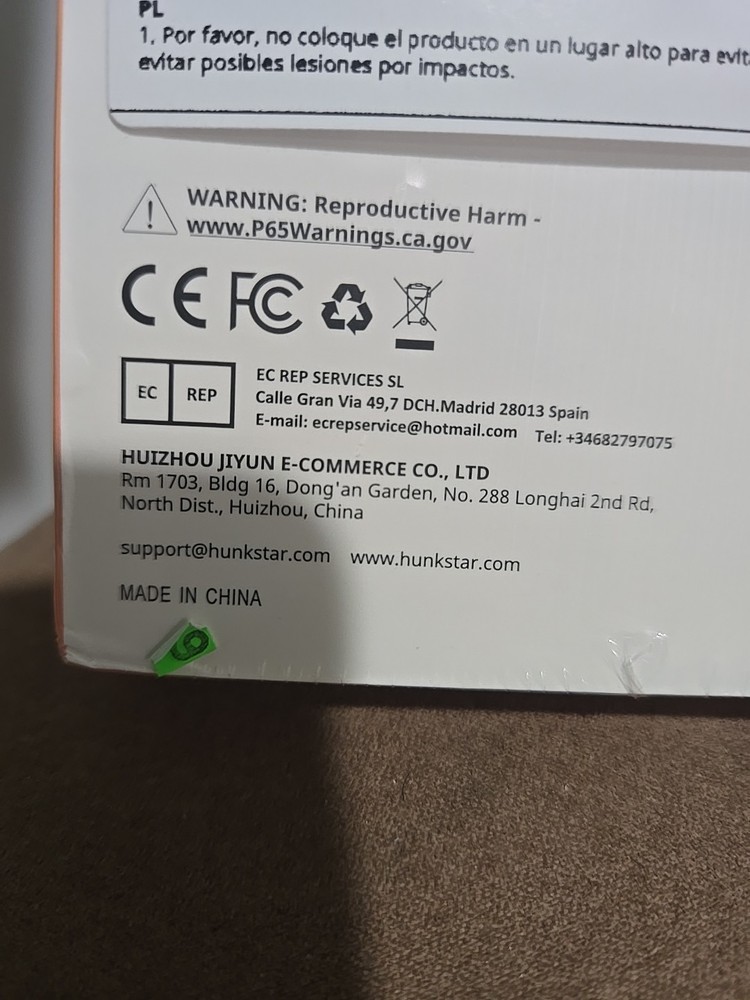 PL
1, Por favor, no coloque el producto en un lugar alto para
evitar posibles lesiones por impactos.
WARNING: Reproductive Harm -
www.P65Warnings.ca.gov
CE FC
EC REP
EC REP SERVICES SL
Calle Gran Via 49,7 DCH.Madrid 28013 Spain
E-mail: ecrepservice@hotmail.com Tel: +34682797075
HUIZHOU JIYUN E-COMMERCE CO., LTD
Rm 1703, Bldg 16, Dong'an Garden, No. 288 Longhai 2nd Rd,
North Dist., Huizhou, China
support@hunkstar.com www.hunkstar.com
MADE IN CHINA